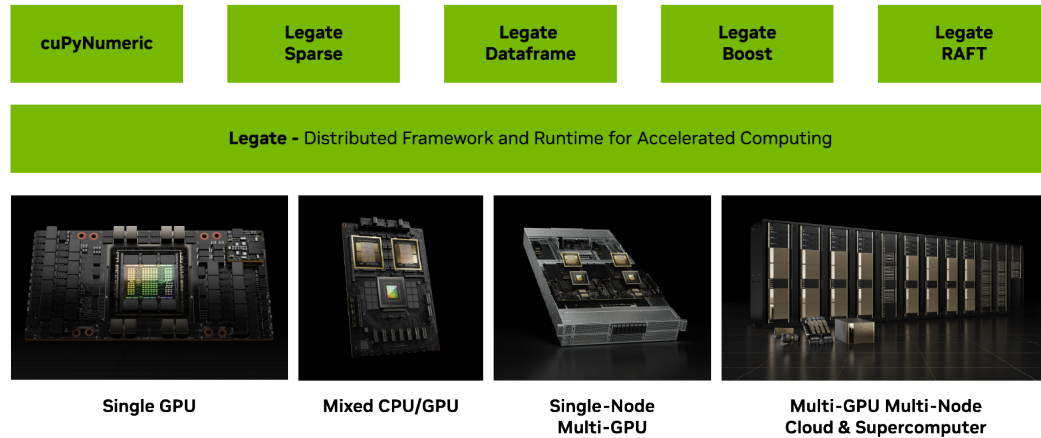 cuPyNumeric
Legate
Sparse
Legate
Dataframe
Legate
Boost
Legate
RAFT
Legate - Distributed Framework and Runtime for Accelerated Computing
Single GPU
Mixed CPU/GPU
Single-Node
Multi-GPU
Multi-GPU Multi-Node
Cloud & Supercomputer